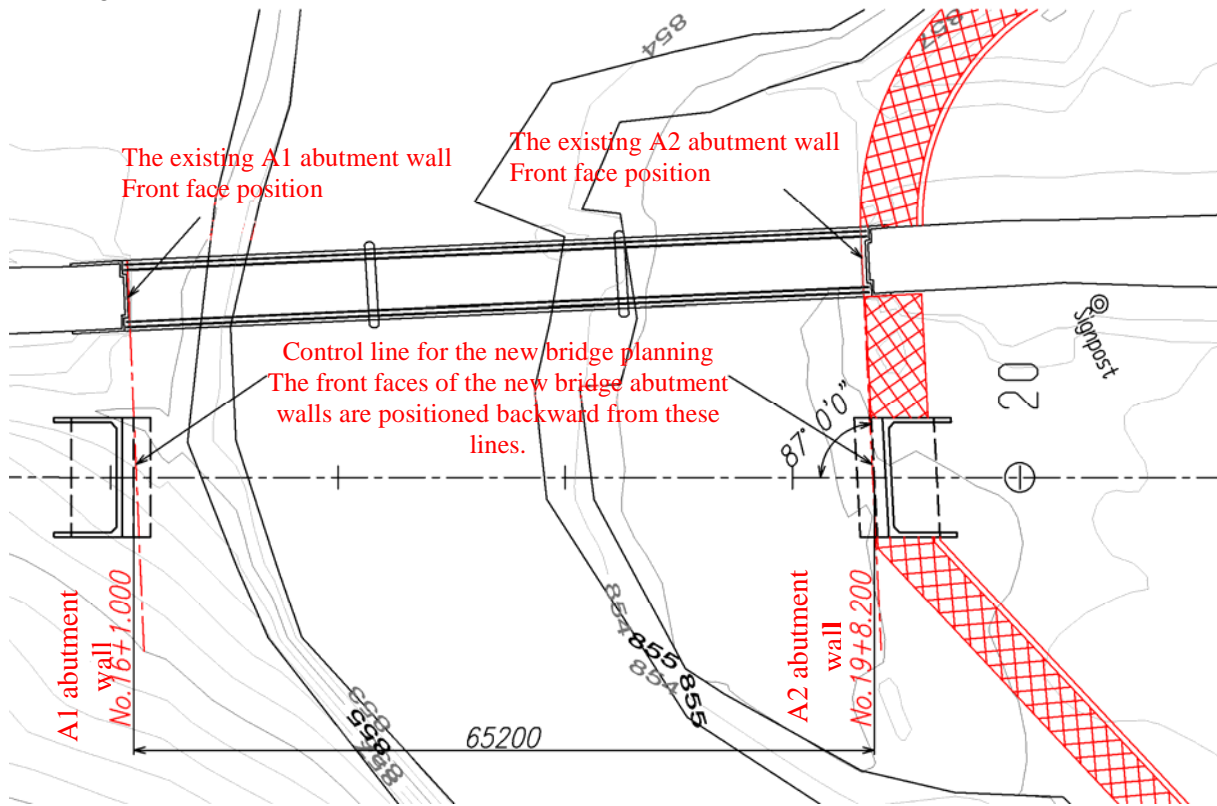 854
854
The existing A1 abutment wall
Front face position
The existing A2 abutment wall
Front face position
Signpost
Control line for the new bridge planning
The front faces of the new bridge abutment
walls are positioned backward from these
lines.
87° 0'0"
20
A1 abutment
wall
No.16+1.000
A2 abutment
wall
No.19+8.200
854
855
854
855
855
65200